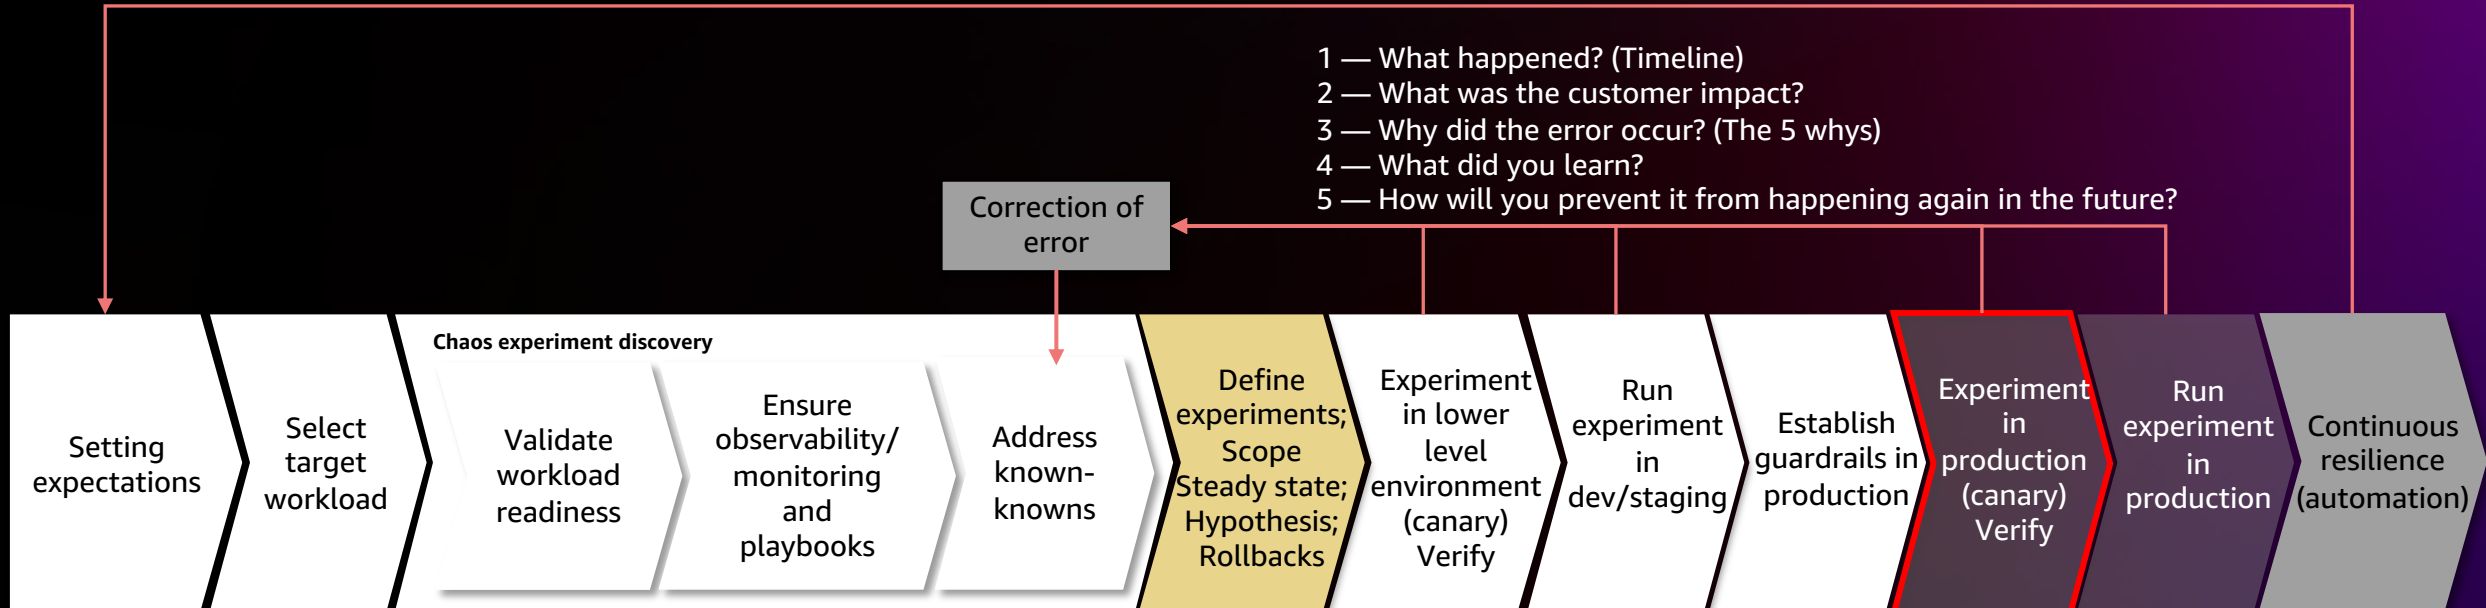 1 — What happened? (Timeline)
2 — What was the customer impact?
3 — Why did the error occur? (The 5 whys)
4 — What did you learn?
5 — How will you prevent it from happening again in the future?
Correction of
error
Setting
expectations
Select
target
workload
Chaos experiment discovery
Validate
workload
readiness
Ensure
observability/
monitoring
and
playbooks
Address
known-
knowns
Define
experiments;
Scope
Steady state;
Hypothesis;
Rollbacks
Experiment
in lower
level
environment
(canary)
Verify
Run
experiment
in
dev/staging
Establish
guardrails in
production
Experiment
in
production
(canary)
Verify
Run
experiment
in
production
Continuous
resilience
(automation)